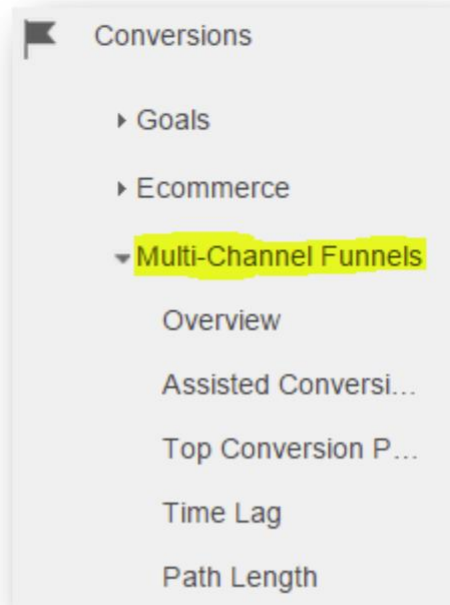 Conversions
Goals
Ecommerce
Multi-Channel Funnels
Overview
Assisted Conversi...
Top Conversion P...
Time Lag
Path Length